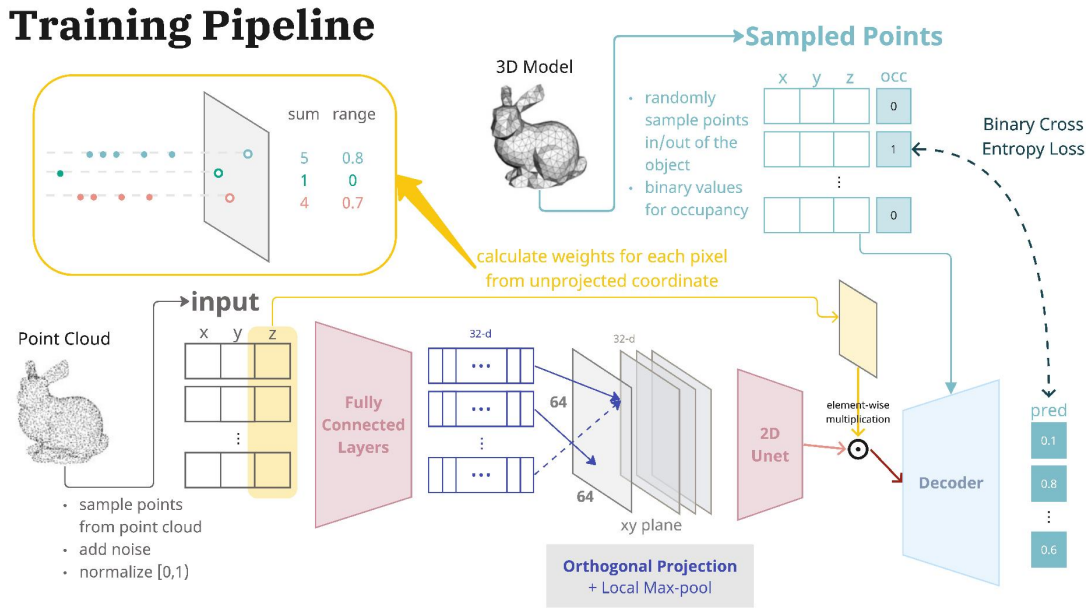 Training Pipeline
sum range
5 0.8
1 0
4 0.7
3D Model
Sampled Points
randomly
sample points
in/out of the
object
binary values
for occupancy
x y z occ
0
1
⋮
0
Binary Cross
Entropy Loss
calculate weights for each pixel
from unprojected coordinate
input
x y z
⋮
Point Cloud
sample points
from point cloud
add noise
normalize [0,1)
Fully
Connected
Layers
32-d
...
...
⋮
...
32-d
64
64
xy plane
Orthogonal Projection
+ Local Max-pool
2D
Unet
element-wise
multiplication
Decoder
pred
0.1
0.8
⋮
0.6